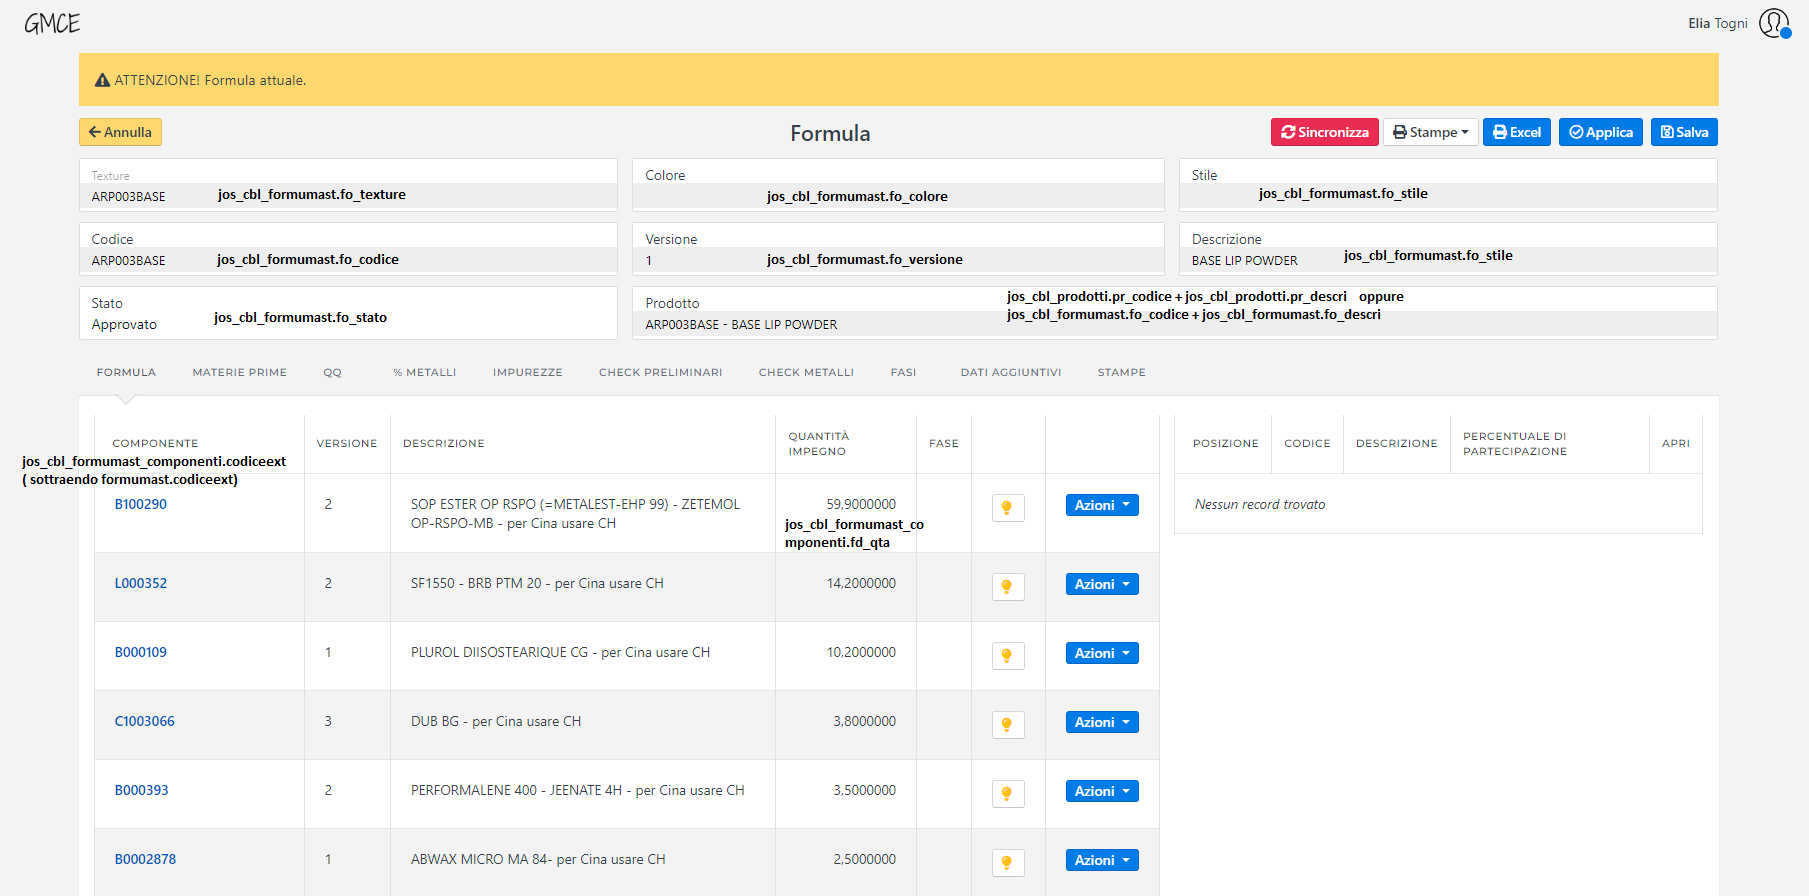 GMCE
Elia Togni
ATTENZIONE! Formula attuale.
Annulla
Formula
Sincronizza
Stampe
Excel
Applica
Salva
Texture
ARP003BASE
jos_cbl_formumast.fo_texture
Colore
jos_cbl_formumast.fo_colore
Stile
jos_cbl_formumast.fo_stile
Codice
ARP003BASE
jos_cbl_formumast.fo_codice
Versione
1
jos_cbl_formumast.fo_versione
Descrizione
BASE LIP POWDER
jos_cbl_formumast.fo_stile
Stato
Approvato
jos_cbl_formumast.fo_stato
Prodotto
ARP003BASE - BASE LIP POWDER
jos_cbl_prodotti.pr_codice + jos_cbl_prodotti.pr_descri oppure
jos_cbl_formumast.fo_codice + jos_cbl_formumast.fo_descri
FORMULA MATERIE PRIME QQ % METALLI IMPUREZZE CHECK PRELIMINARI CHECK METALLI FASI DATI AGGIUNTIVI STAMPE
COMPONENTE
VERSIONE
DESCRIZIONE
QUANTITÀ
IMPEGNO
FASE
jos_cbl_formumast_componenti.codiceext
( sottraendo formumast.codiceext)
B100290
2
SOP ESTER OP RSPO (=METALEST-EHP 99) - ZETEMOL
OP-RSPO-MB - per Cina usare CH
59,9000000
jos_cbl_formumast_co
mponenti.fd_qta
Azioni
L000352
2
SF1550 - BRB PTM 20 - per Cina usare CH
14,2000000
Azioni
B000109
1
PLUROL DIISOSTEARIQUE CG - per Cina usare CH
10,2000000
Azioni
C1003066
3
DUB BG - per Cina usare CH
3,8000000
Azioni
B000393
2
PERFORMALENE 400 - JEENATE 4H - per Cina usare CH
3,5000000
Azioni
B0002878
1
ABWAX MICRO MA 84- per Cina usare CH
2,5000000
Azioni
POSIZIONE
CODICE
DESCRIZIONE
PERCENTUALE DI
PARTECIPAZIONE
APRI
Nessun record trovato